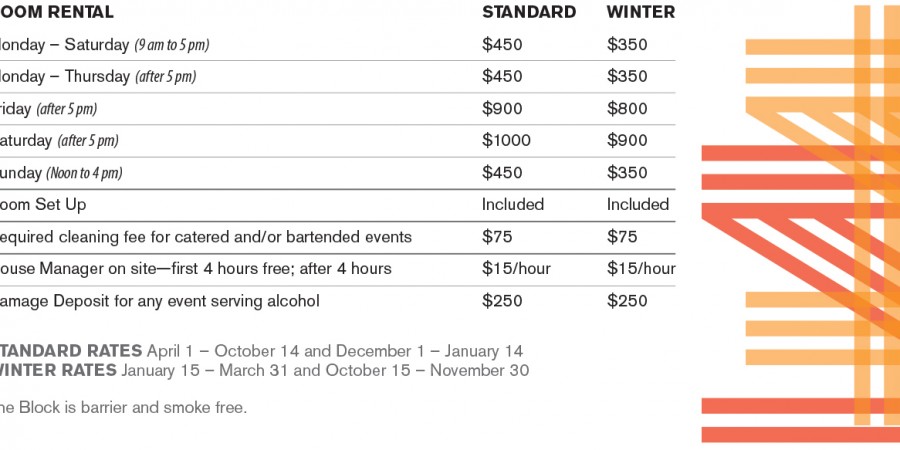 OOM RENTAL STANDARD WINTER
onday – Saturday (9 am to 5 pm) $450 $350
onday – Thursday (after 5 pm) $450 $350
riday (after 5 pm) $900 $800
aturday (after 5 pm) $1000 $900
unday (Noon to 4 pm) $450 $350
oom Set Up Included Included
equired cleaning fee for catered and/or bartended events $75 $75
ouse Manager on site—first 4 hours free; after 4 hours $15/hour $15/hour
amage Deposit for any event serving alcohol $250 $250
TANDARD RATES April 1 – October 14 and December 1 – January 14
INTER RATES January 15 – March 31 and October 15 – November 30
he Block is barrier and smoke free.